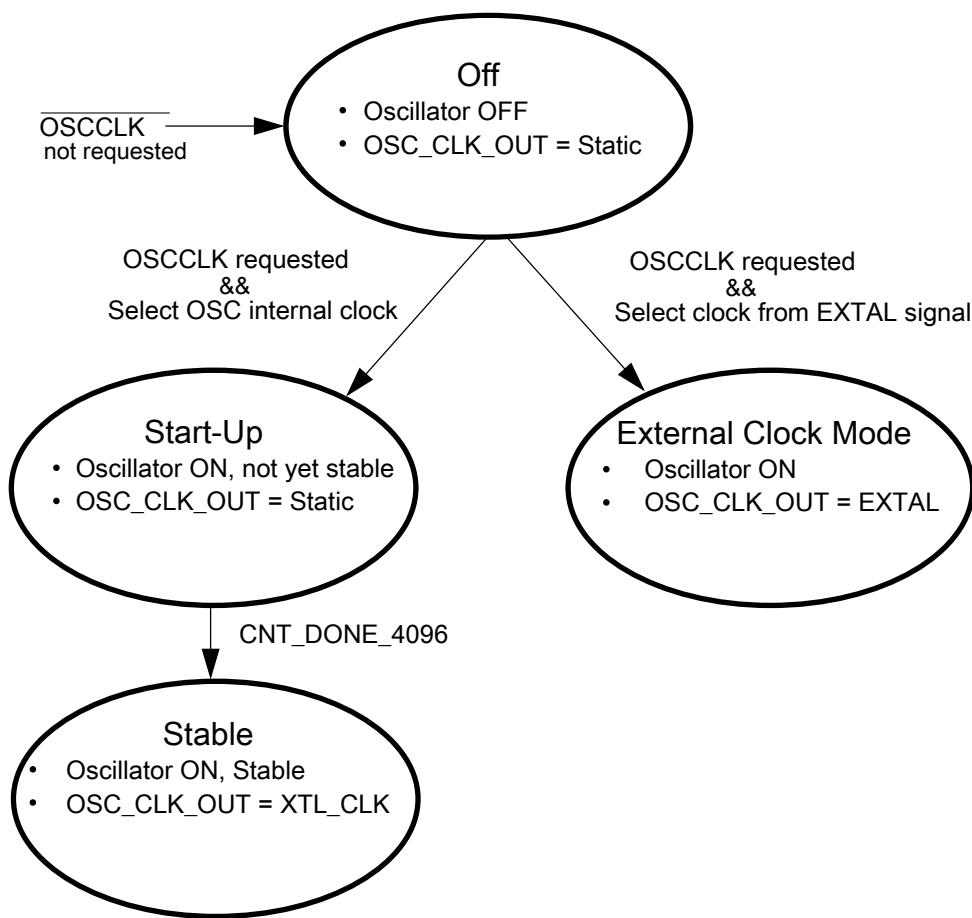 Off
• Oscillator OFF
• OSC_CLK_OUT = Static
OSCCLK
not requested
OSCCLK requested
&&
Select OSC internal clock
OSCCLK requested
&&
Select clock from EXTAL signal
Start-Up
• Oscillator ON, not yet stable
• OSC_CLK_OUT = Static
External Clock Mode
• Oscillator ON
• OSC_CLK_OUT = EXTAL
CNT_DONE_4096
Stable
• Oscillator ON, Stable
• OSC_CLK_OUT = XTL_CLK